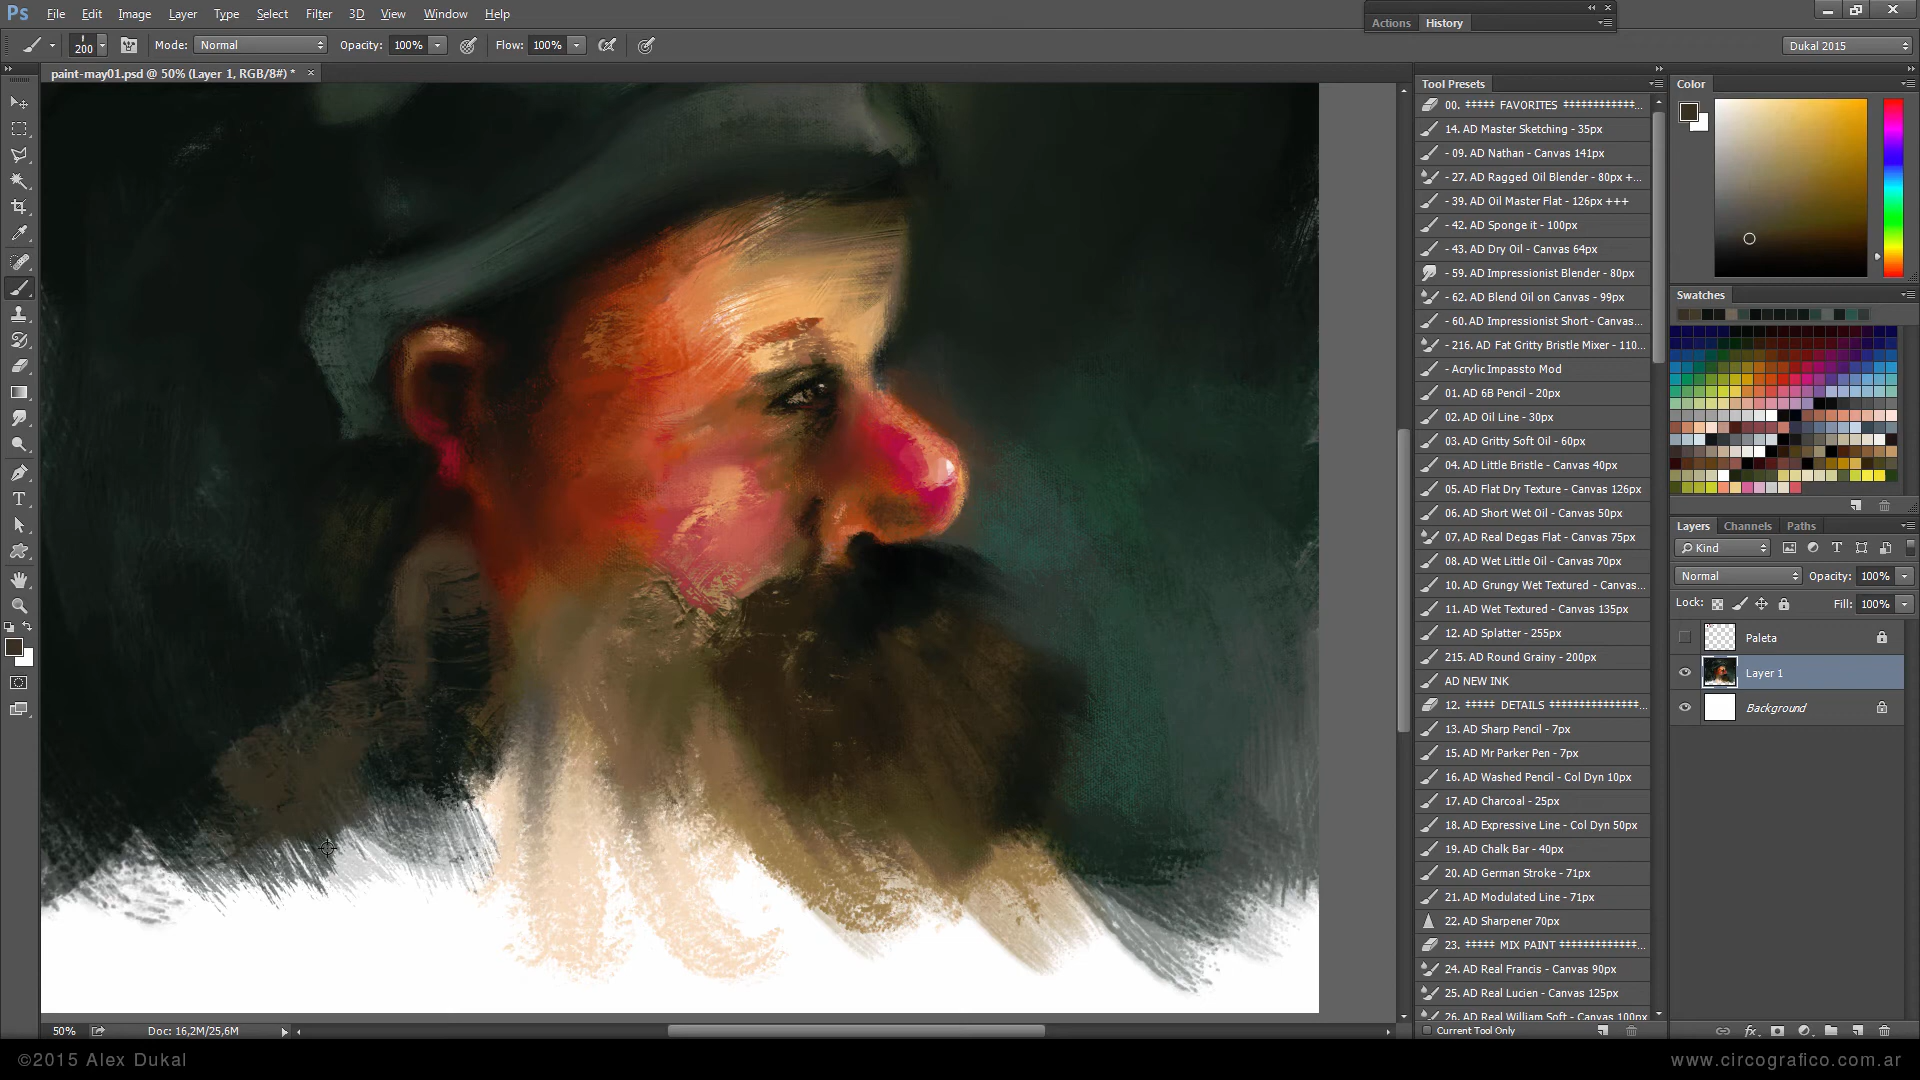 Ps File Edit Image Layer Type Select Filter 3D View Window Help
Actions History
200 Mode: Normal Opacity: 100% Flow: 100% Dukal 2015
paint-may01.psd @ 50% (Layer 1, RGB/8#) * ×
Tool Presets
00. ***** FAVORITES ************...
14. AD Master Sketching - 35px
- 09. AD Nathan - Canvas 141px
- 27. AD Ragged Oil Blender - 80px +...
- 39. AD Oil Master Flat - 126px +++
- 42. AD Sponge it - 100px
- 43. AD Dry Oil - Canvas 64px
- 59. AD Impressionist Blender - 80px
- 62. AD Blend Oil on Canvas - 99px
- 60. AD Impressionist Short - Canvas...
- 216. AD Fat Gritty Bristle Mixer - 110...
- Acrylic Impassto Mod
01. AD 6B Pencil - 20px
02. AD Oil Line - 30px
03. AD Gritty Soft Oil - 60px
04. AD Little Bristle - Canvas 40px
05. AD Flat Dry Texture - Canvas 126px
06. AD Short Wet Oil - Canvas 50px
07. AD Real Degas Flat - Canvas 75px
08. AD Wet Little Oil - Canvas 70px
10. AD Grungy Wet Textured - Canvas...
11. AD Wet Textured - Canvas 135px
12. AD Splatter - 255px
215. AD Round Grainy - 200px
AD NEW INK
12. ***** DETAILS ***************...
13. AD Sharp Pencil - 7px
15. AD Mr Parker Pen - 7px
16. AD Washed Pencil - Col Dyn 10px
17. AD Charcoal - 25px
18. AD Expressive Line - Col Dyn 50px
19. AD Chalk Bar - 40px
20. AD German Stroke - 71px
21. AD Modulated Line - 71px
22. AD Sharpener 70px
23. ***** MIX PAINT *************...
24. AD Real Francis - Canvas 90px
25. AD Real Lucien - Canvas 125px
26. AD Real William Soft - Canvas 100px
Current Tool Only
Color
Swatches
Layers Channels Paths
Kind
Normal Opacity: 100%
Lock: Fill: 100%
Paleta
Layer 1
Background
50% Doc: 16,2M/25,6M
©2015 Alex Dukal
www.circografico.com.ar